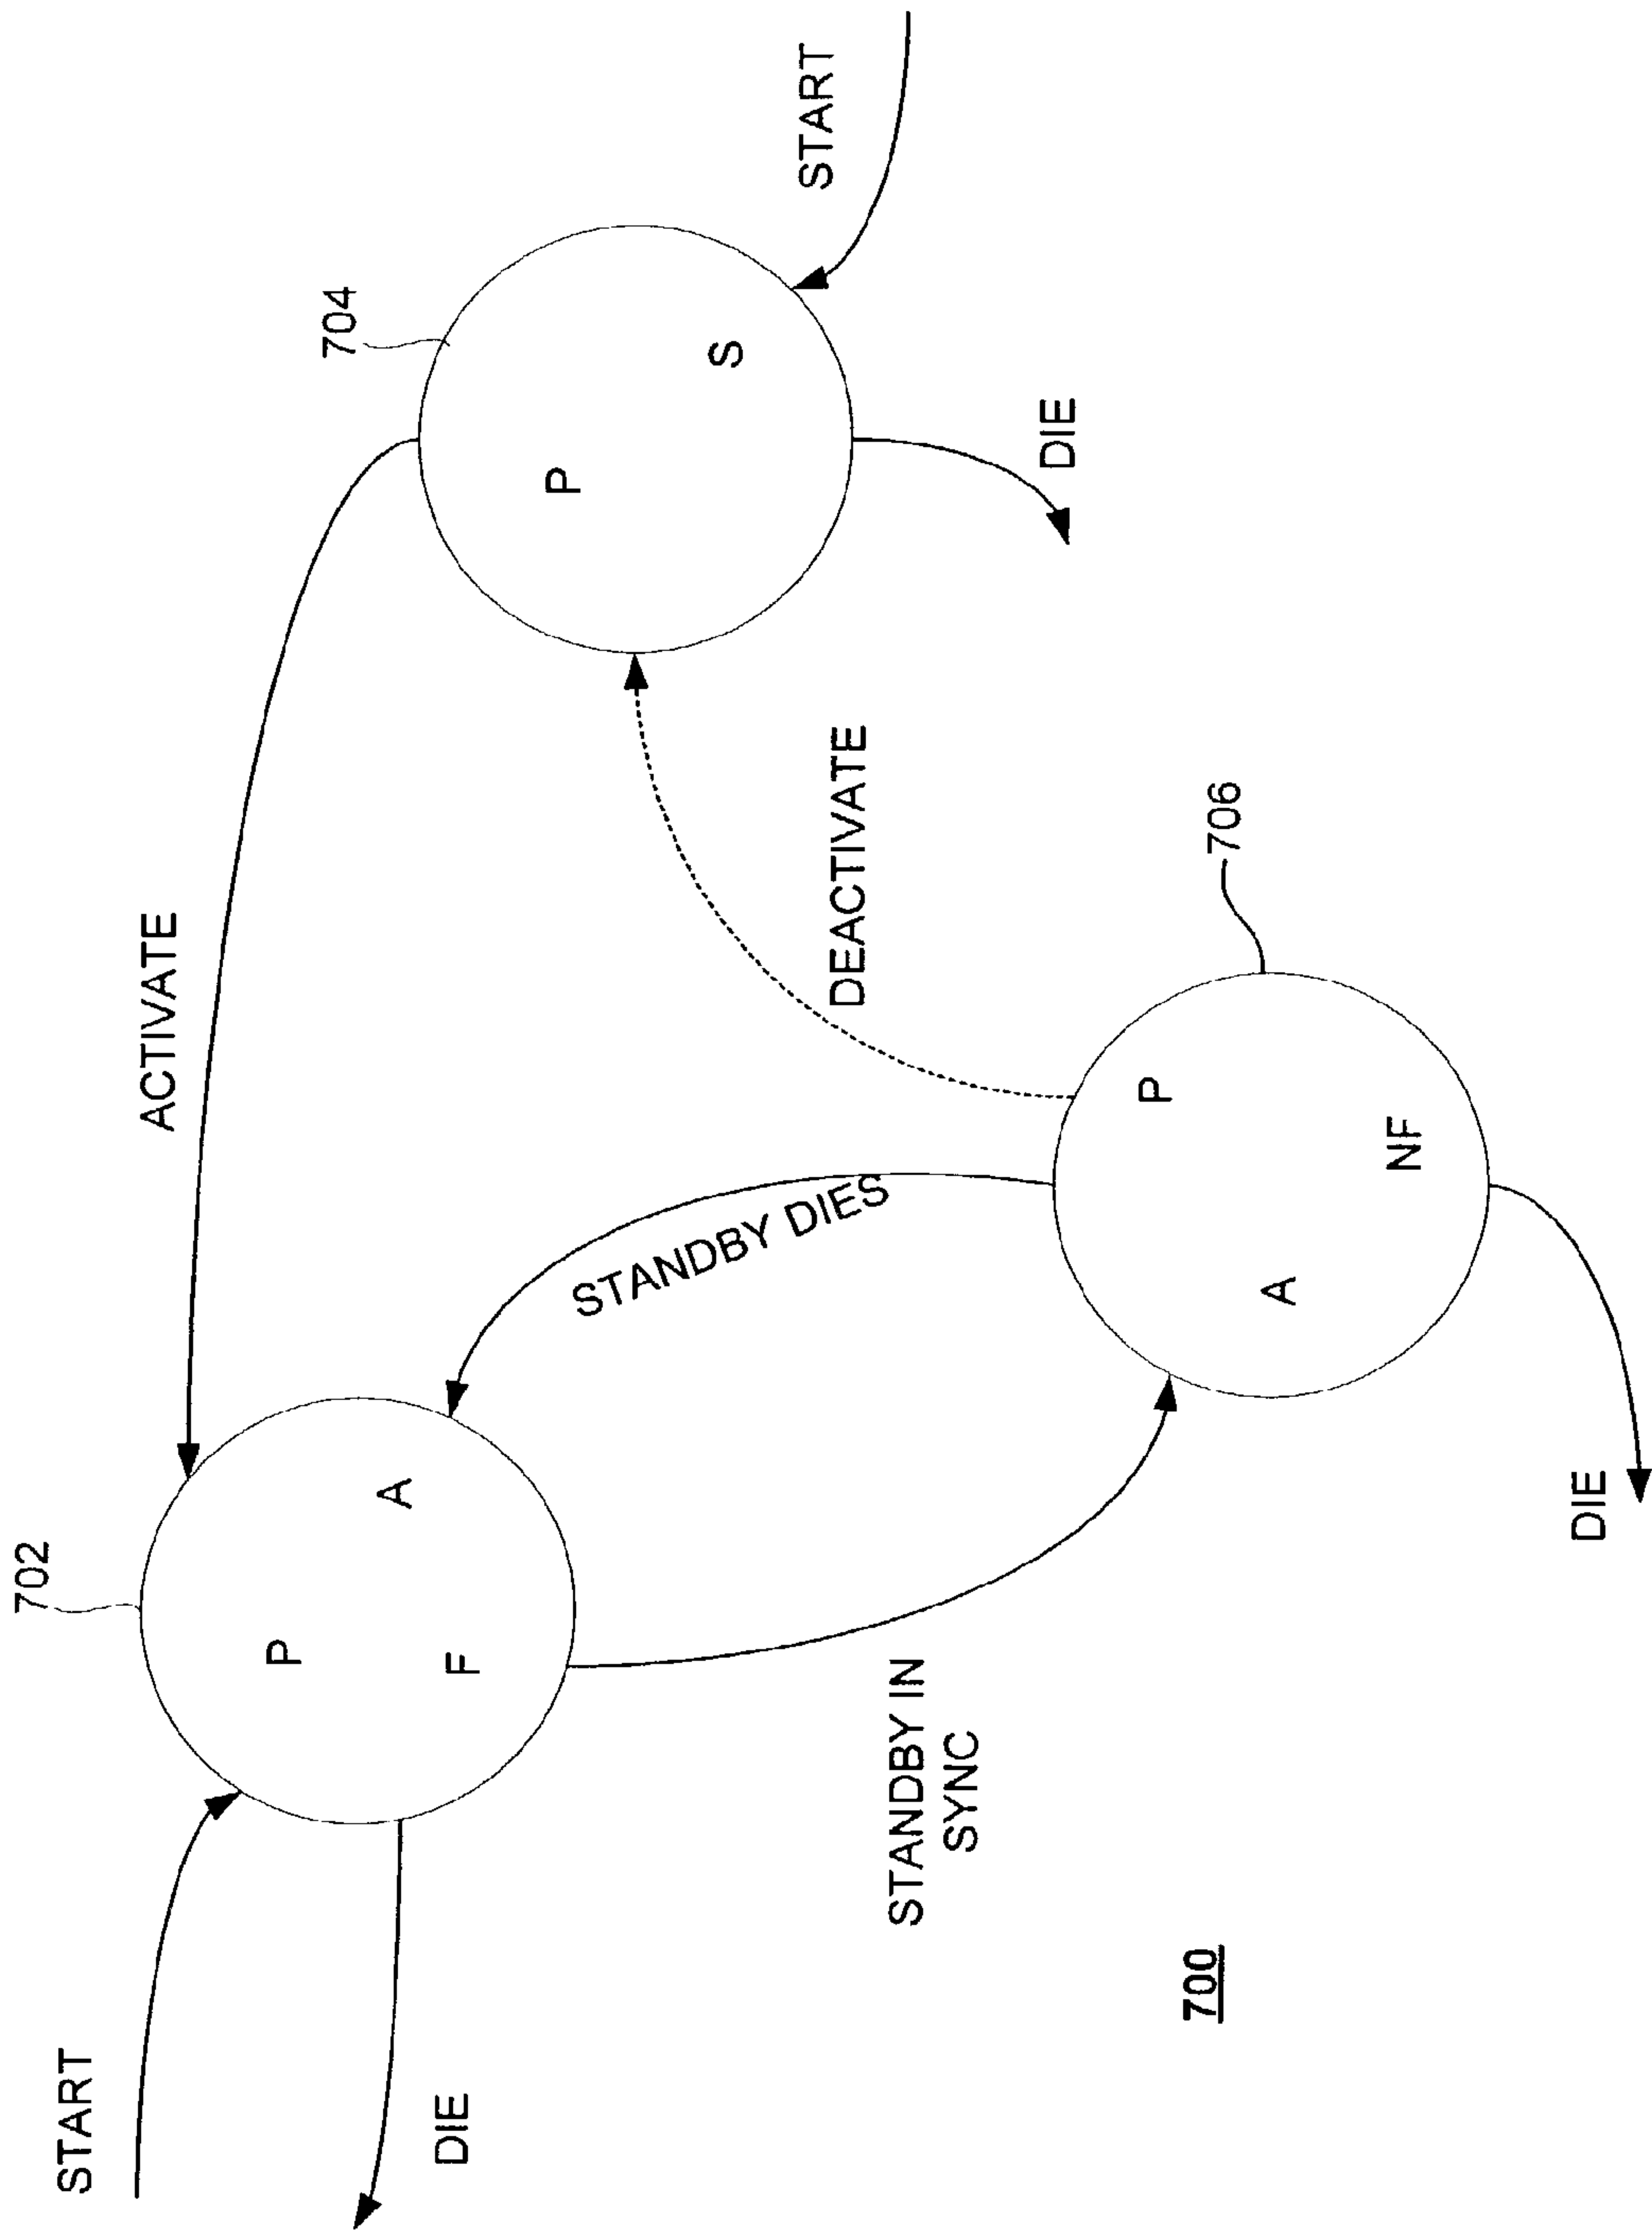 START
702
P
A
F
DIE
ACTIVATE
704
P
S
START
DIE
STANDBY DIES
DEACTIVATE
STANDBY IN
SYNC
706
P
A
NF
DIE
700